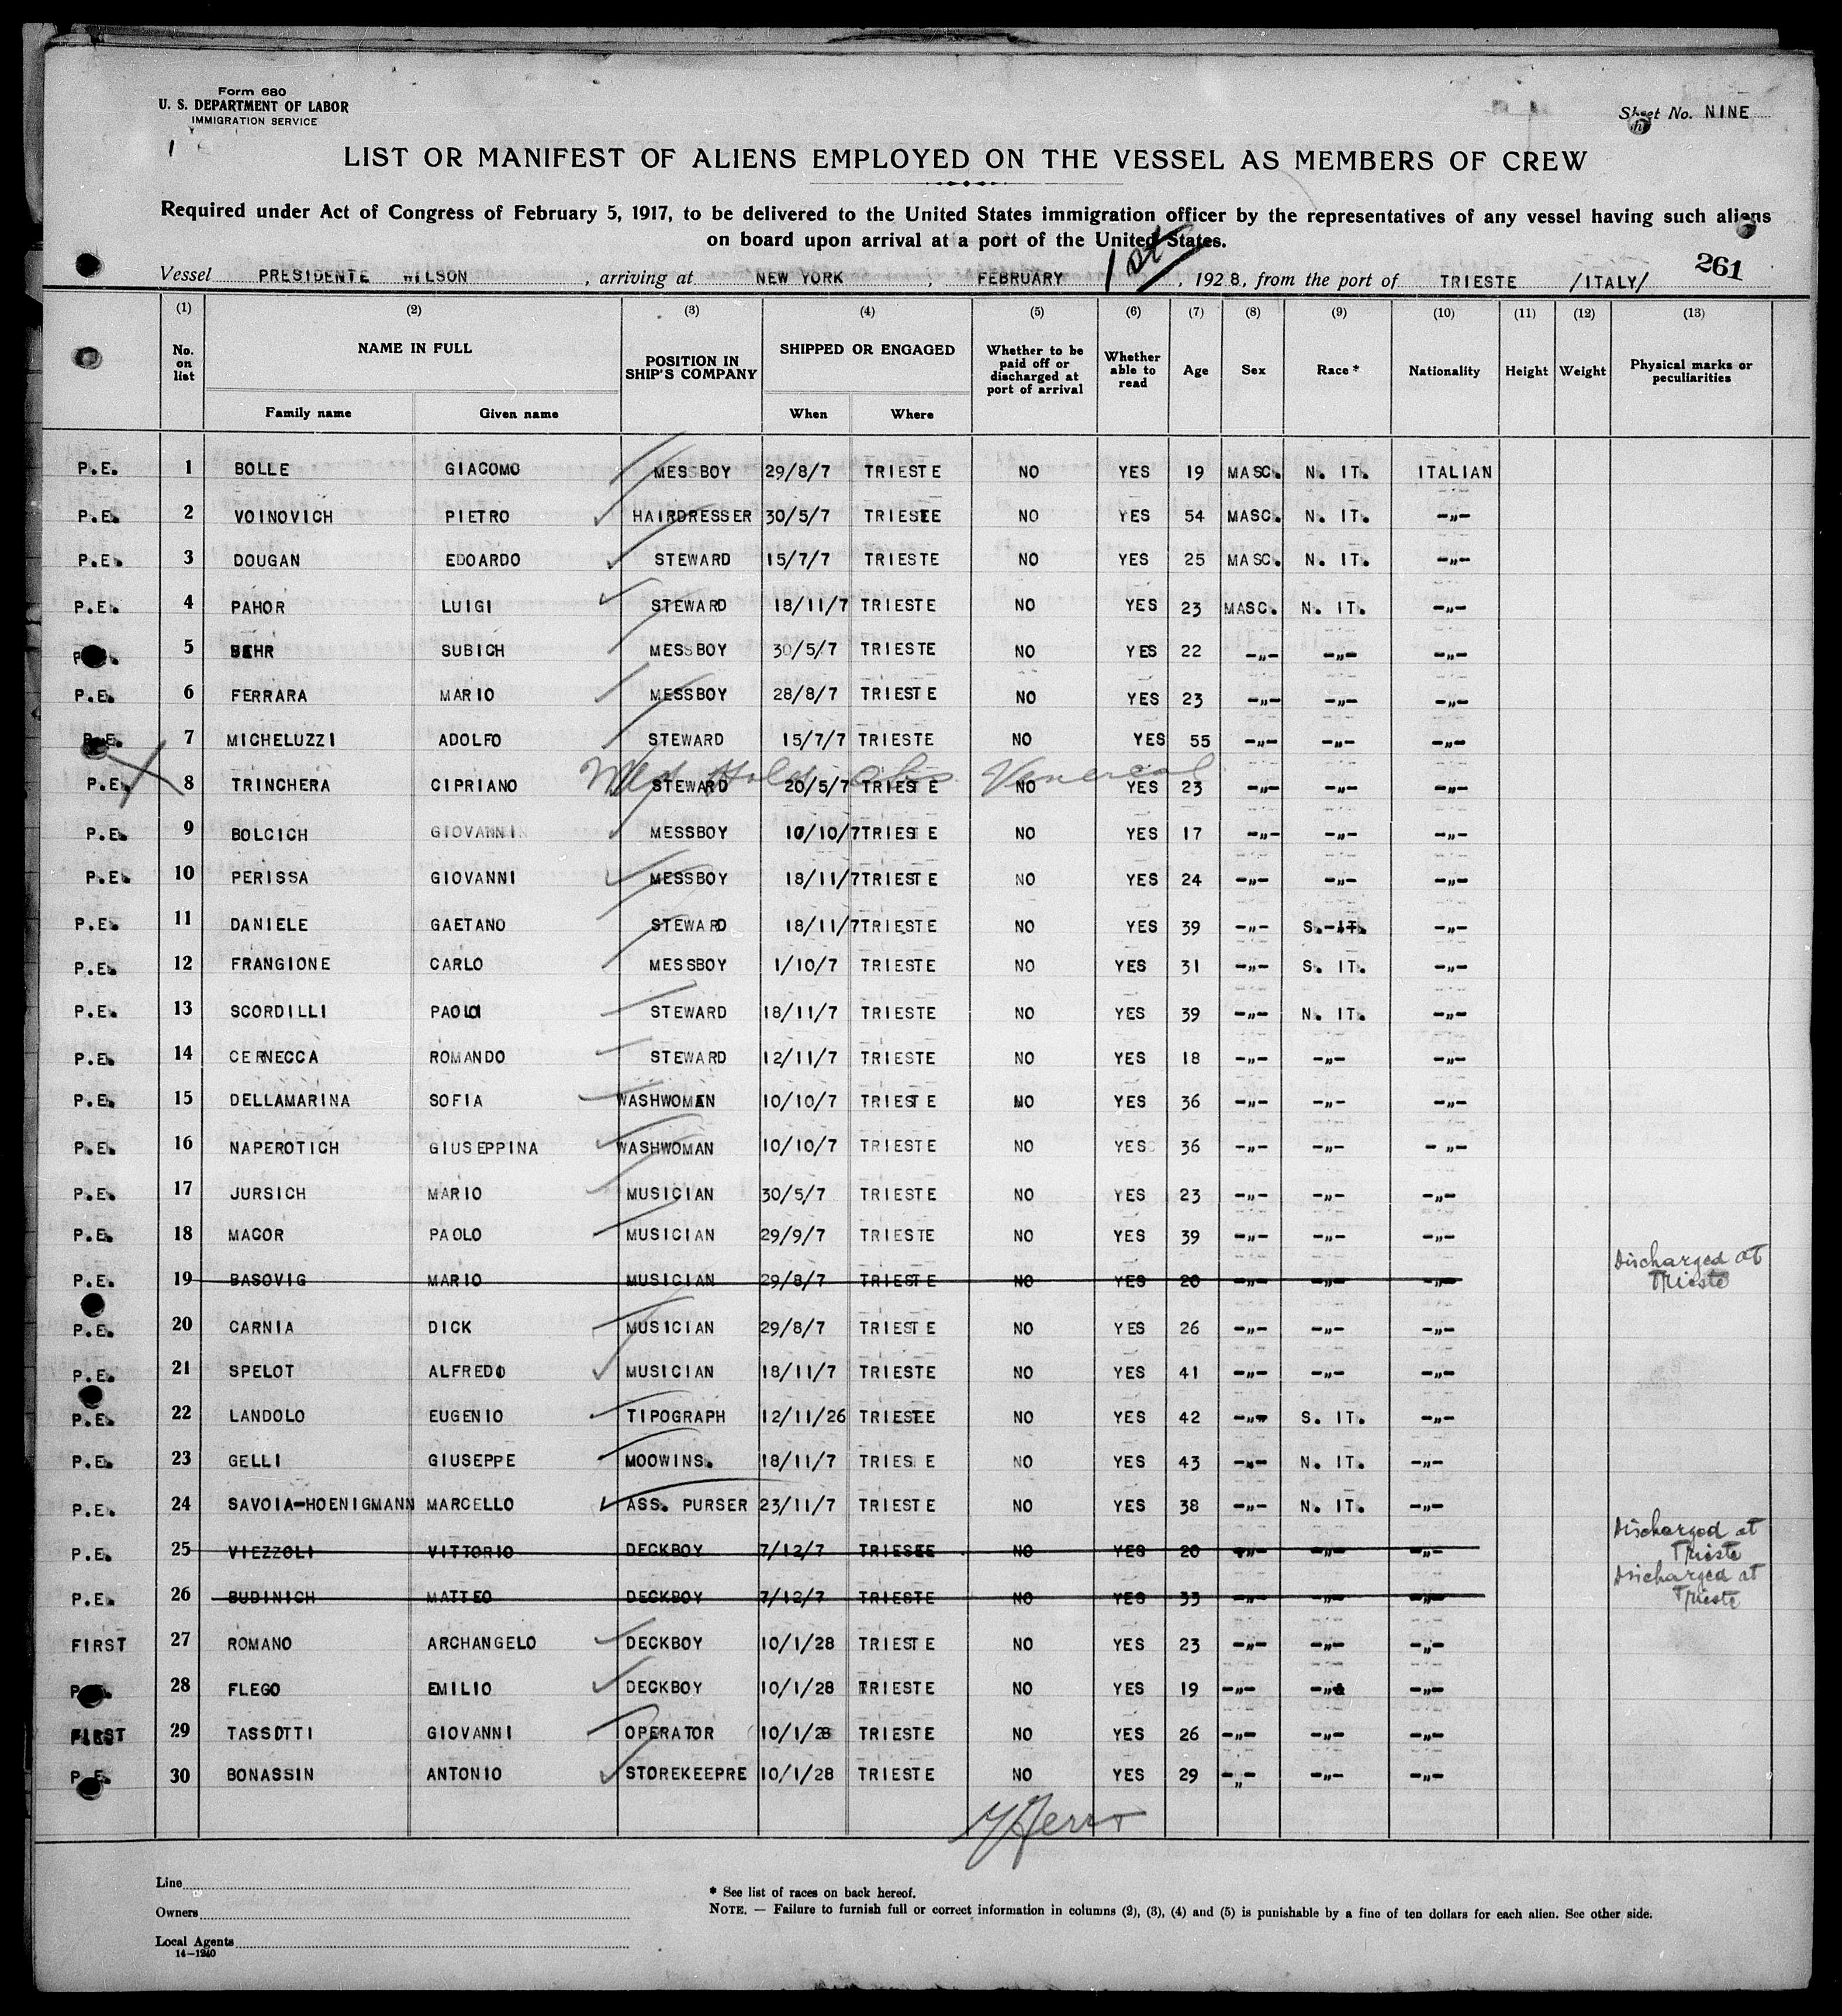 Form 680
U. S. DEPARTMENT OF LABOR
IMMIGRATION SERVICE
Sheet No. NINE
LIST OR MANIFEST OF ALIENS EMPLOYED ON THE VESSEL AS MEMBERS OF CREW
Required under Act of Congress of February 5, 1917, to be delivered to the United States immigration officer by the representatives of any vessel having such aliens
on board upon arrival at a port of the United States.
261
Vessel PRESIDENTE WILSON, arriving at NEW YORK, FEBRUARY 1st, 1928, from the port of TRIESTE /ITALY/
(1) (2) (3) (4) (5) (6) (7) (8) (9) (10) (11) (12) (13)
No. on list NAME IN FULL Family name Given name POSITION IN SHIP'S COMPANY SHIPPED OR ENGAGED When Where Whether to be paid off or discharged at port of arrival Whether able to read Age Sex Race* Nationality Height Weight Physical marks or peculiarities
P.E. 1 BOLLE GIACOMO MESSBOY 29/8/7 TRIESTE NO YES 19 MASC. N. IT. ITALIAN
P.E. 2 VOINOVICH PIETRO HAIRDRESSER 30/5/7 TRIESTE NO YES 54 MASC. N. IT. -"-
P.E. 3 DOUGAN EDOARDO STEWARD 15/7/7 TRIESTE NO YES 25 MASC. N. IT. -"-
P.E. 4 PAHOR LUIGI STEWARD 18/11/7 TRIESTE NO YES 23 MASC. N. IT. -"-
5 BEHR SUBICH MESSBOY 30/5/7 TRIESTE NO YES 22 -"- -"- -"-
P.E. 6 FERRARA MARIO MESSBOY 28/8/7 TRIESTE NO YES 23 -"- -"- -"-
P.E. 7 MICHELUZZI ADOLFO STEWARD 15/7/7 TRIESTE NO YES 55 -"- -"- -"-
Hold Venereal
P.E. 8 TRINCHERA CIPRIANO STEWARD 20/5/7 TRIESTE NO YES 23 -"- -"- -"-
P.E. 9 BOLCICH GIOVANNI MESSBOY 10/10/7 TRIESTE NO YES 17 -"- -"- -"-
P.E. 10 PERISSA GIOVANNI MESSBOY 18/11/7 TRIESTE NO YES 24 -"- -"- -"-
P.E. 11 DANIELE GAETANO STEWARD 18/11/7 TRIESTE NO YES 39 -"- S. IT. -"-
P.E. 12 FRANGIONE CARLO MESSBOY 1/10/7 TRIESTE NO YES 31 -"- S. IT. -"-
P.E. 13 SCORDILLI PAOLO STEWARD 18/11/7 TRIESTE NO YES 39 -"- N. IT. -"-
P.E. 14 CERNECCA ROMANDO STEWARD 12/11/7 TRIESTE NO YES 18 -"- -"- -"-
P.E. 15 DELLAMARINA SOFIA WASHWOMAN 10/10/7 TRIESTE NO YES 36 -"- -"- -"-
P.E. 16 NAPEROTICH GIUSEPPINA WASHWOMAN 10/10/7 TRIESTE NO YES 36 -"- -"- -"-
P.E. 17 JURSICH MARIO MUSICIAN 30/5/7 TRIESTE NO YES 23 -"- -"- -"-
P.E. 18 MACOR PAOLO MUSICIAN 29/9/7 TRIESTE NO YES 39 -"- -"- -"-
P.E. 19 BASOVIG MARIO MUSICIAN 29/8/7 TRIESTE NO YES 20 -"- -"- -"- Discharged at Trieste
P.E. 20 CARNIA DICK MUSICIAN 29/8/7 TRIESTE NO YES 26 -"- -"- -"-
P.E. 21 SPELOT ALFREDO MUSICIAN 18/11/7 TRIESTE NO YES 41 -"- -"- -"-
P.E. 22 LANDOLO EUGENIO TIPOGRAPH 12/11/26 TRIESTE NO YES 42 -"- S. IT. -"-
P.E. 23 GELLI GIUSEPPE MOOWINS. 18/11/7 TRIES E NO YES 43 -"- N. IT. -"-
P.E. 24 SAVOIA-HOENIGMANN MARCELLO ASS. PURSER 23/11/7 TRIESTE NO YES 38 -"- N. IT. -"-
P.E. 25 VIEZZOLI VITTORIO DECKBOY 7/12/7 TRIESTE NO YES 20 -"- -"- -"- Discharged at Trieste
P.E. 26 BUDINICH MATTEO DECKBOY 7/12/7 TRIESTE NO YES 33 -"- -"- -"- Discharged at Trieste
FIRST 27 ROMANO ARCHANGELO DECKBOY 10/1/28 TRIESTE NO YES 23 -"- -"- -"-
28 FLEGO EMILIO DECKBOY 10/1/28 TRIESTE NO YES 19 -"- -"- -"-
FIRST 29 TASSOTTI GIOVANNI OPERATOR 10/1/28 TRIESTE NO YES 26 -"- -"- -"-
P.E. 30 BONASSIN ANTONIO STOREKEEPRE 10/1/28 TRIESTE NO YES 29 -"- -"- -"-
Line
Owners
Local Agents
14-1240
* See list of races on back hereof.
NOTE. — Failure to furnish full or correct information in columns (2), (3), (4) and (5) is punishable by a fine of ten dollars for each alien. See other side.